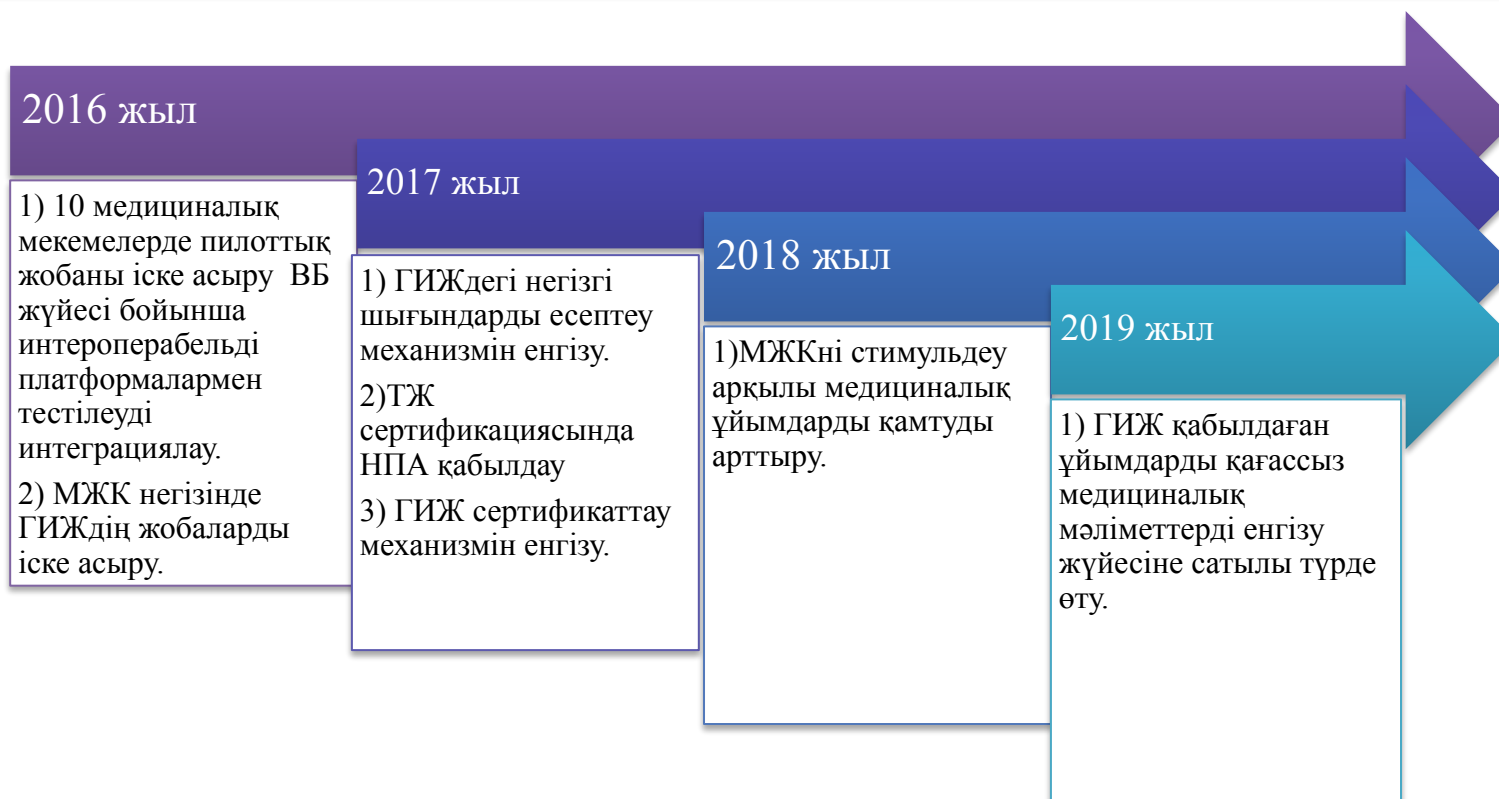 2016 жыл
1) 10 медициналық
мекемелерде пилоттық
жобаны іске асыру  ВБ
жүйесі бойынша
интероперабельді
платформалармен
тестілеуді
интеграциялау.
2) МЖК негізінде
ГИЖдің жобаларды
іске асыру.
2017 жыл
1) ГИЖдегі негізгі
шығындарды есептеу
механизмін енгізу.
2)ТЖ
сертификациясында
НПА қабылдау
3) ГИЖ сертификаттау
механизмін енгізу.
2018 жыл
1)МЖКні стимульдеу
арқылы медициналық
ұйымдарды қамтуды
арттыру.
2019 жыл
1) ГИЖ қабылдаған
ұйымдарды қағассыз
медициналық
мәліметтерді енгізу
жүйесіне сатылы түрде
өту.